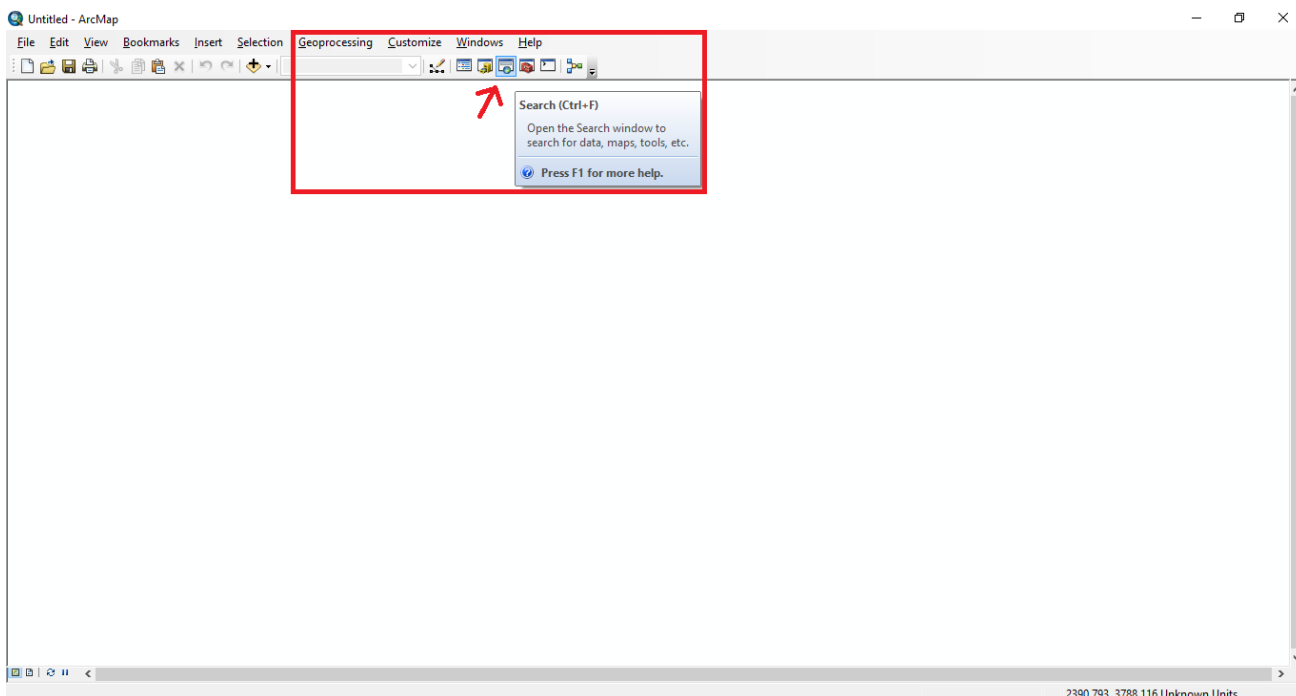 Untitled - ArcMap
File Edit View Bookmarks Insert Selection Geoprocessing Customize Windows Help
Search (Ctrl+F)
Open the Search window to
search for data, maps, tools, etc.
Press F1 for more help.
2390.793 3788.116 Unknown Units